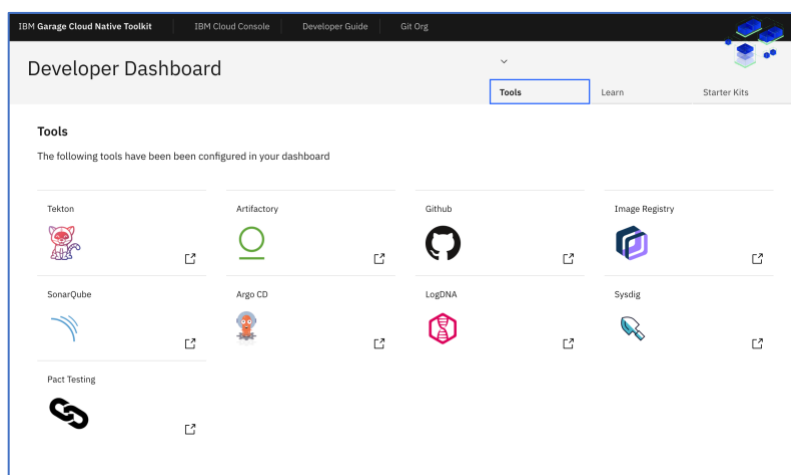 IBM Garage Cloud Native Toolkit IBM Cloud Console Developer Guide Git Org
Developer Dashboard
Tools Learn Starter Kits
Tools
The following tools have been been configured in your dashboard
Tekton Artifactory Github Image Registry
SonarQube Argo CD LogDNA Sysdig
Pact Testing